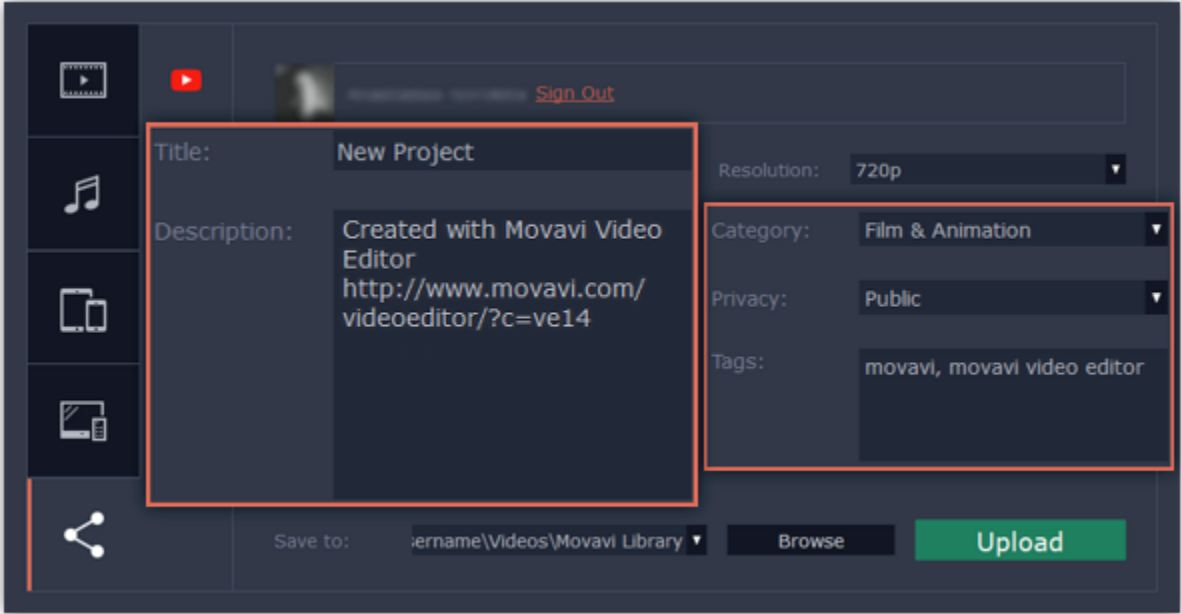 Sign Out
Title: New Project
Description: Created with Movavi Video
Editor
http://www.movavi.com/
videoeditor/?c=ve14
Resolution: 720p
Category: Film & Animation
Privacy: Public
Tags: movavi, movavi video editor
Save to: ername\Videos\Movavi Library
Browse
Upload